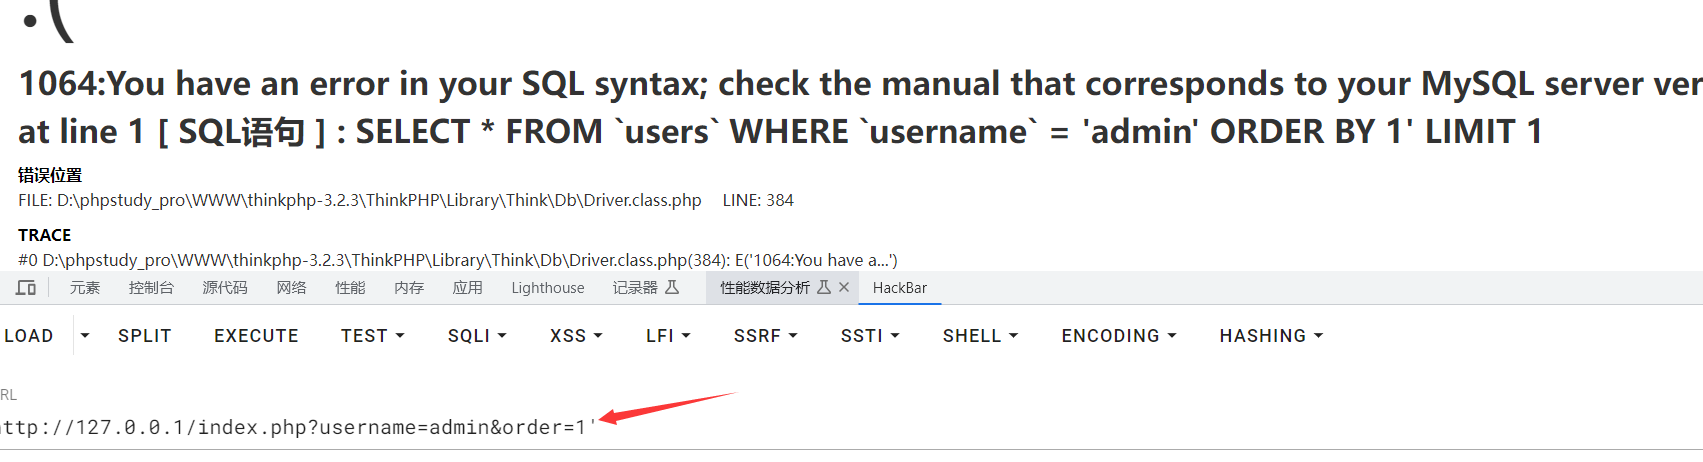 :(
1064:You have an error in your SQL syntax; check the manual that corresponds to your MySQL server ver
at line 1 [ SQL语句 ] : SELECT * FROM `users` WHERE `username` = 'admin' ORDER BY 1' LIMIT 1
错误位置
FILE: D:\phpstudy_pro\WWW\thinkphp-3.2.3\ThinkPHP\Library\Think\Db\Driver.class.php LINE: 384
TRACE
#0 D:\phpstudy_pro\WWW\thinkphp-3.2.3\ThinkPHP\Library\Think\Db\Driver.class.php(384): E('1064:You have a...')
元素 控制台 源代码 网络 性能 内存 应用 Lighthouse 记录器 性能数据分析 HackBar
LOAD SPLIT EXECUTE TEST SQLI XSS LFI SSRF SSTI SHELL ENCODING HASHING
RL
ttp://127.0.0.1/index.php?username=admin&order=1'